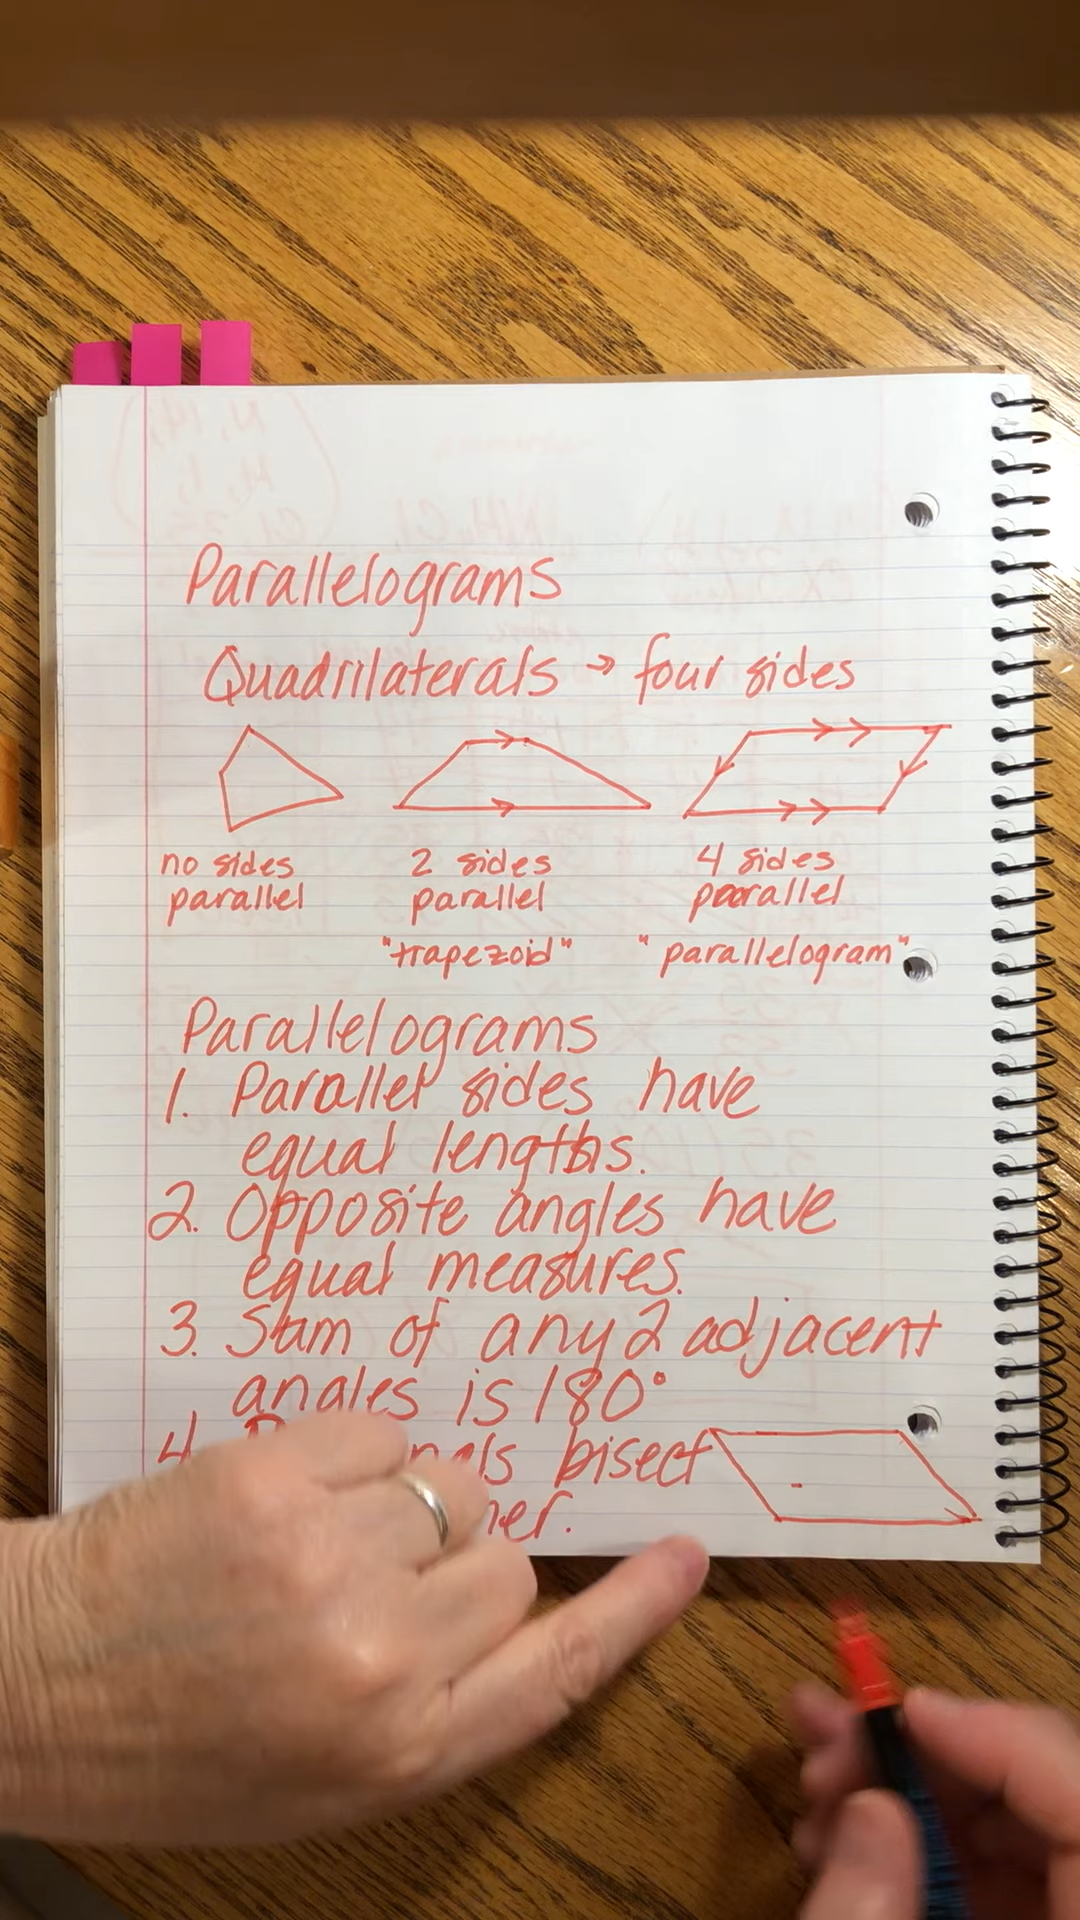 Parallelograms
Quadrilaterals → four sides
no sides
parallel
2 sides
parallel
"trapezoid"
4 sides
parallel
"parallelogram"
Parallelograms
1. Parallel sides have
equal lengths.
2. Opposite angles have
equal measures.
3. Sum of any 2 adjacent
angles is 180°
4. bisect